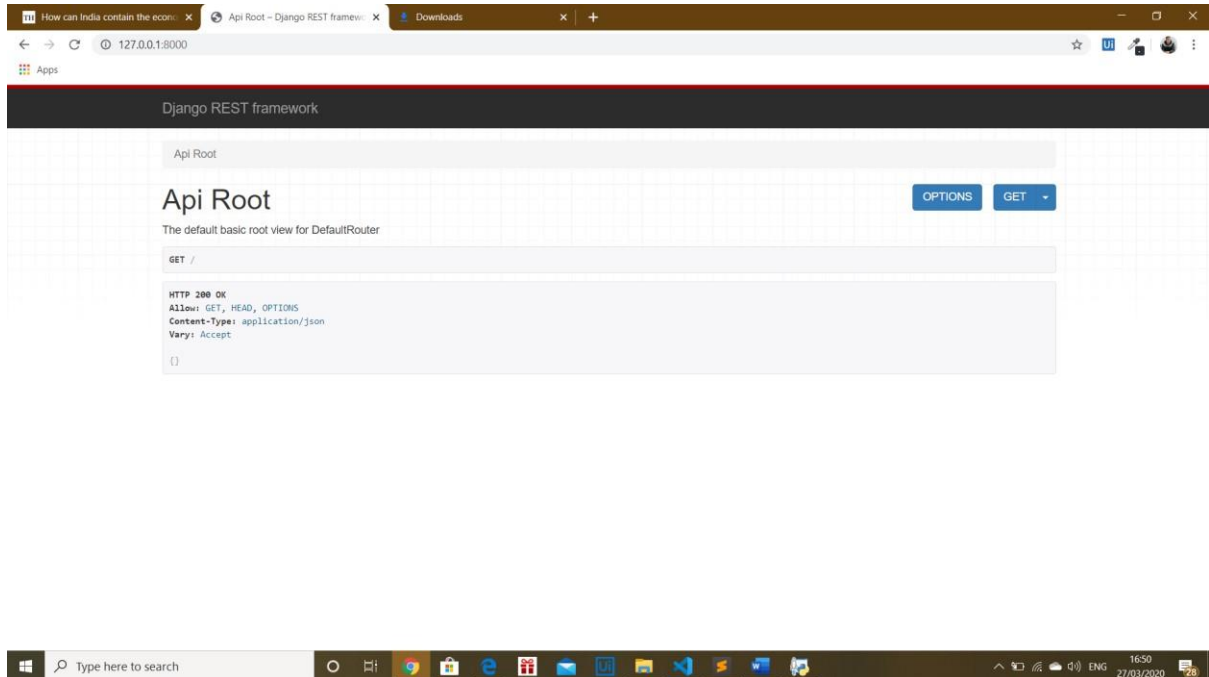 How can India contain the econo
Api Root – Django REST framewo
Downloads
127.0.0.1:8000
Apps
Django REST framework
Api Root
Api Root
OPTIONS
GET
The default basic root view for DefaultRouter
GET /
HTTP 200 OK
Allow: GET, HEAD, OPTIONS
Content-Type: application/json
Vary: Accept
{}
Type here to search
ENG
16:50
27/03/2020